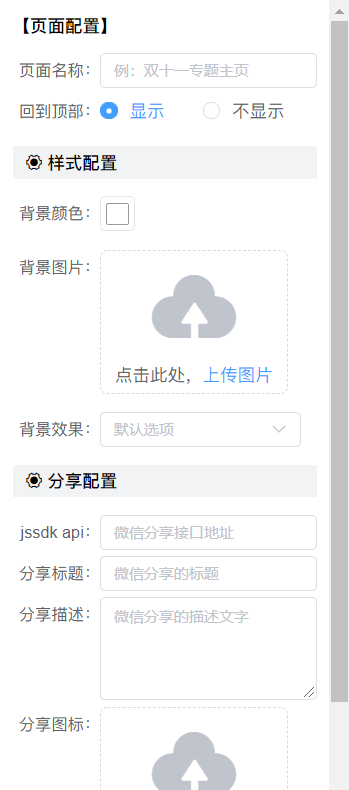 【页面配置】
页面名称： 例：双十一专题主页
回到顶部： 显示 不显示
样式配置
背景颜色：
背景图片：
点击此处，上传图片
背景效果： 默认选项
分享配置
jssdk api： 微信分享接口地址
分享标题： 微信分享的标题
分享描述： 微信分享的描述文字
分享图标：